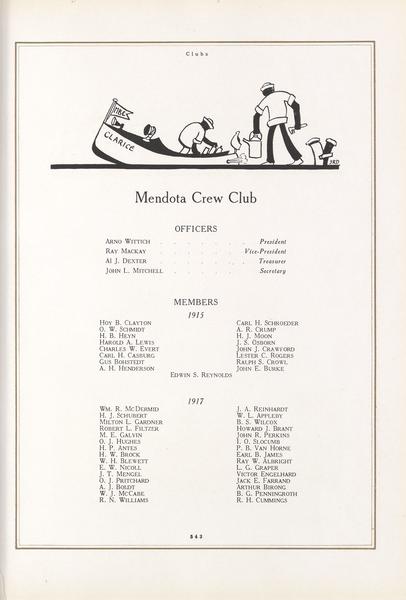 Clubs
CLARICE
JRD
Mendota Crew Club
OFFICERS
Arno Wittich . . . . . . . President
Ray Mackay . . . . . . Vice-President
Al J. Dexter . . . . . . . Treasurer
John L. Mitchell . . . . . . Secretary
MEMBERS
1915
Hoy B. Clayton
O. W. Schmidt
H. B. Heyn
Harold A. Lewis
Charles W. Evert
Carl H. Casburg
Gus Bohstedt
A. H. Henderson
Carl H. Schroeder
A. R. Crump
H. J. Moon
J. S. Osborn
John J. Crawford
Lester C. Rogers
Ralph S. Crowl
John E. Burke
Edwin S. Reynolds
1917
Wm. R. McDermid
H. J. Schubert
Milton L. Gardner
Robert L. Filtzer
M. E. Galvin
O. J. Hughes
H. P. Antes
H. W. Brock
W. H. Blewett
E. W. Nicoll
J. T. Mengel
O. J. Pritchard
A. J. Boldt
W. J. McCabe
R. N. Williams
J. A. Reinhardt
W. L. Appleby
B. S. Wilcox
Howard J. Brant
John R. Perkins
I. O. Slocumb
P. B. Van Horne
Earl B. James
Ray W. Albright
L. G. Graper
Victor Engelhard
Jack E. Farrand
Arthur Birong
B. G. Penningroth
R. H. Cummings
543